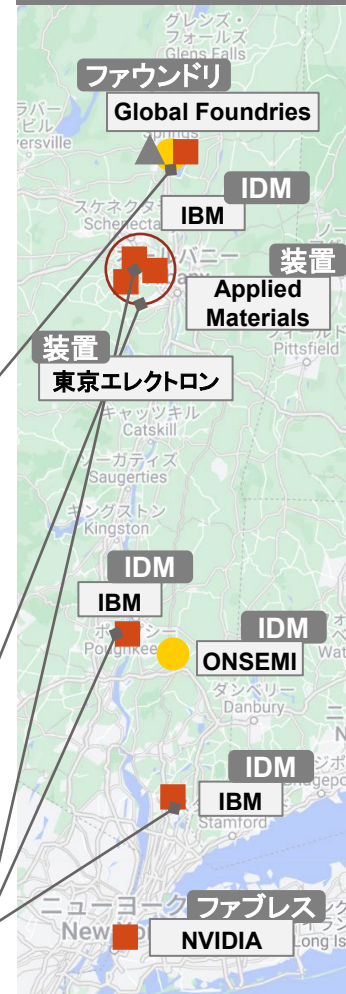 グレンズ・
フォールズ
Glens Falls
ファウンドリ
Global Foundries
IDM
IBM
スケネクタ
Schenecta
バニー
装置
Applied
Materials
Pittsfield
装置
東京エレクトロン
キャッツキル
Catskill
ーガティズ
Saugerties
キングストン
Kingston
IDM
IBM
IDM
ONSEMI
ダンベリー
Danbury
IDM
IBM
Stamford
ニューヨーク
New
ファブレス
NVIDIA
Long Is